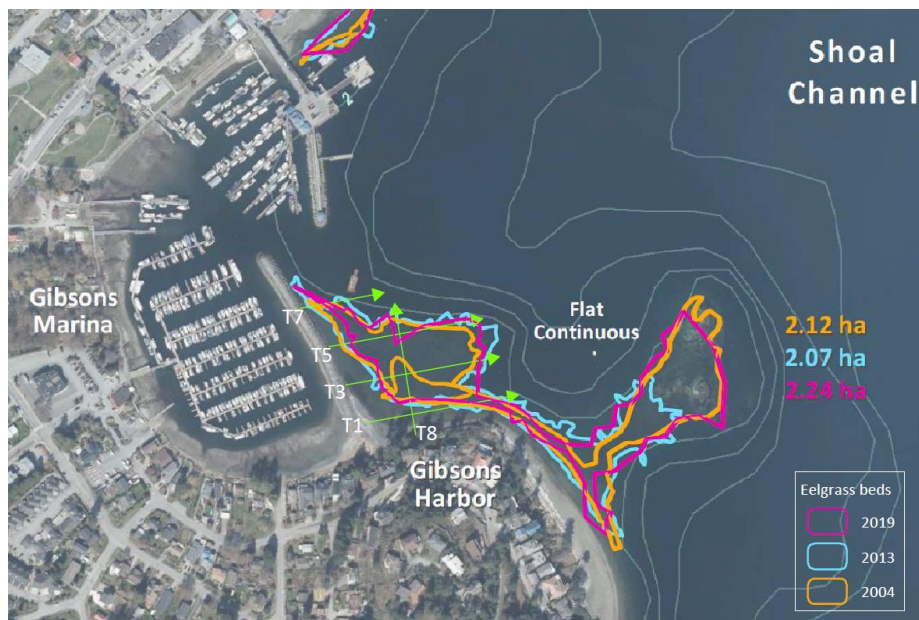 Shoal
Channel
Gibsons
Marina
T7
T5
T3
T1
T8
Flat
Continuous
Gibsons
Harbor
2.12 ha
2.07 ha
2.24 ha
Eelgrass beds
2019
2013
2004